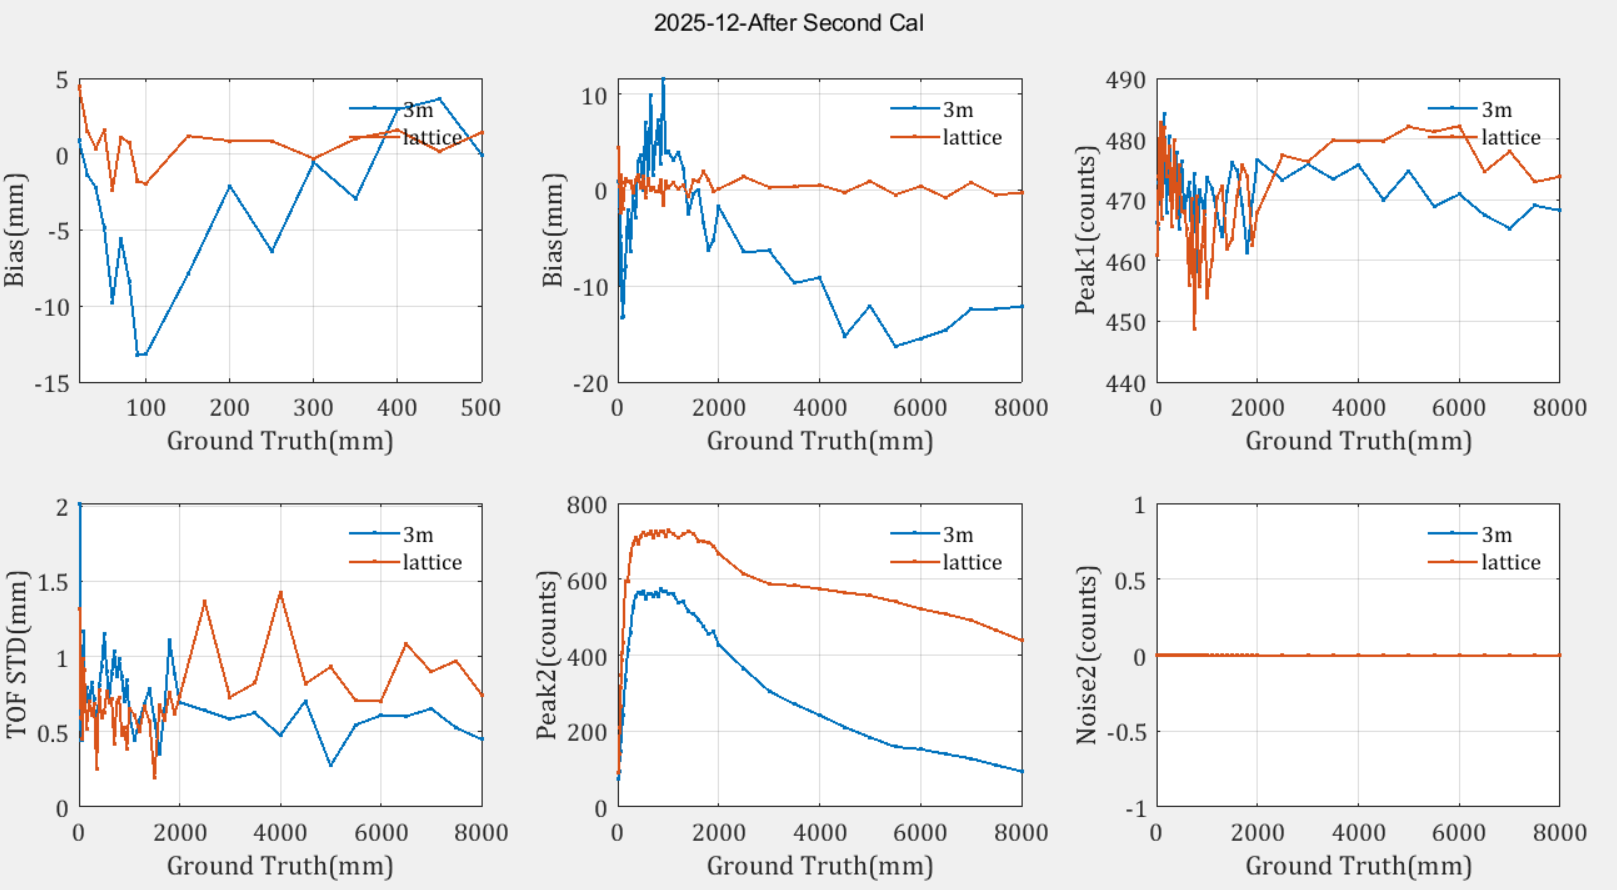 2025-12-After Second Cal
5
0
-5
-10
-15
Bias(mm)
100 200 300 400 500
Ground Truth(mm)
3m
lattice
10
0
-10
-20
Bias(mm)
0 2000 4000 6000 8000
Ground Truth(mm)
3m
lattice
490
480
470
460
450
440
Peak1(counts)
0 2000 4000 6000 8000
Ground Truth(mm)
3m
lattice
2
1.5
1
0.5
0
TOF STD(mm)
0 2000 4000 6000 8000
Ground Truth(mm)
3m
lattice
800
600
400
200
0
Peak2(counts)
0 2000 4000 6000 8000
Ground Truth(mm)
3m
lattice
1
0.5
0
-0.5
-1
Noise2(counts)
0 2000 4000 6000 8000
Ground Truth(mm)
3m
lattice